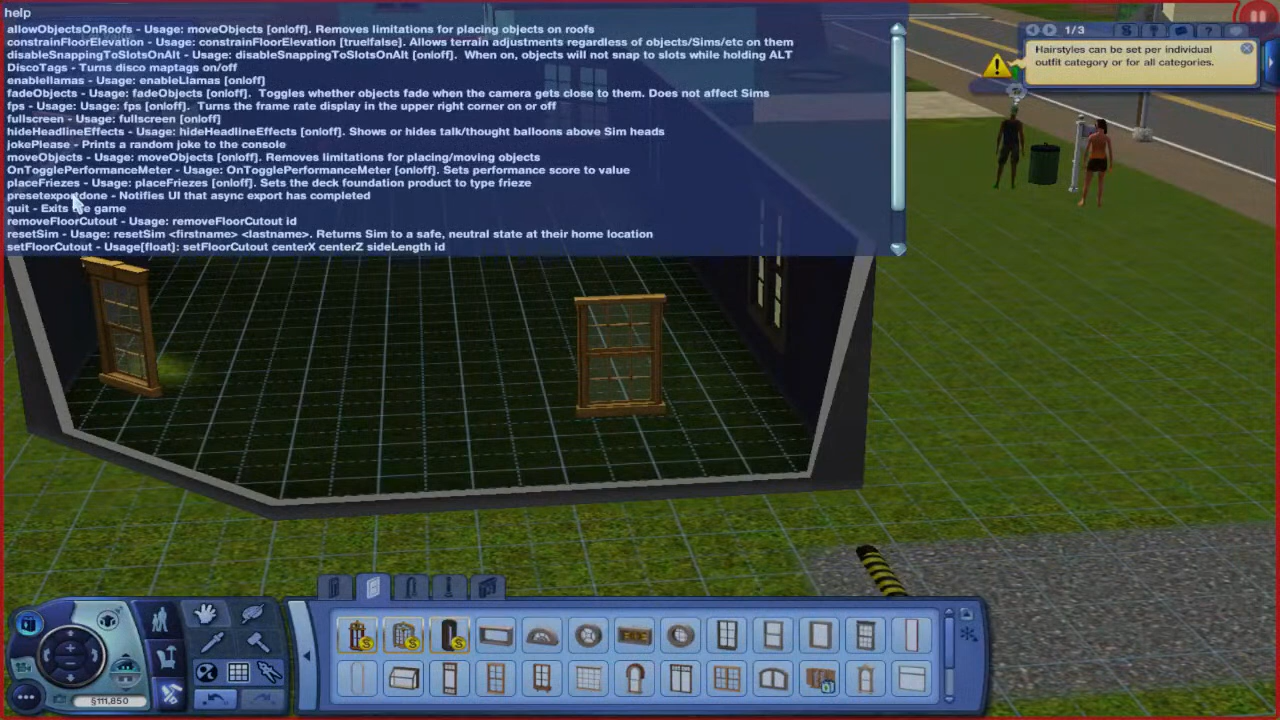 help
allowObjectsOnRoofs - Usage: moveObject [on|off]. Removes limitations for placing objects on roofs
constrainFloorElevation - Usage: constrainFloorElevation [true|false]. Allows terrain adjustments regardless of objects/Sims/etc on them
disableSnappingToSlotsOnAlt - Usage: disableSnappingToSlotsOnAlt [on|off].  When on, objects will not snap to slots while holding ALT
DiscoTags - Turns disco maptags on/off
enablellamas - Usage: enableLlamas [on|off]
fadeObjects - Usage: fadeObjects [on|off].  Toggles whether objects fade when the camera gets close to them. Does not affect Sims
fps - Usage: Usage: fps [on|off].  Turns the frame rate display in the upper right corner on or off
fullscreen - Usage: fullscreen [on|off]
hideHeadlineEffects - Usage: hideHeadlineEffects [on|off]. Shows or hides talk/thought balloons above Sim heads
jokePlease - Prints a random joke to the console
moveObjects - Usage: moveObjects [on|off]. Removes limitations for placing/moving objects
OnTogglePerformanceMeter - Usage: OnTogglePerformanceMeter [on|off]. Sets performance score to value
placeFriezes - Usage: placeFriezes [on|off]. Sets the deck foundation product to type frieze
presetexportdone - Notifies UI that async export has completed
quit - Exits the game
removeFloorCutout - Usage: removeFloorCutout id
resetSim - Usage: resetSim <firstname> <lastname>. Returns Sim to a safe, neutral state at their home location
setFloorCutout - Usage[float]: setFloorCutout centerX centerZ sideLength id
1/3
Hairstyles can be set per individual
outfit category or for all categories.
§111,850